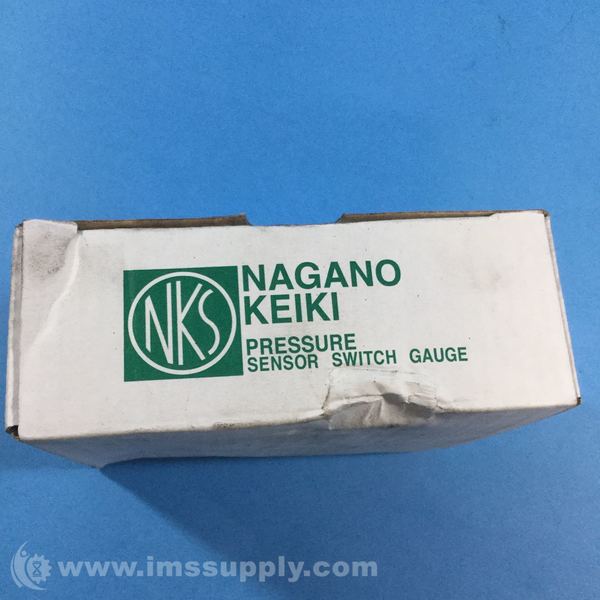 NKS
NAGANO
KEIKI
PRESSURE
SENSOR SWITCH GAUGE
www.imssupply.com